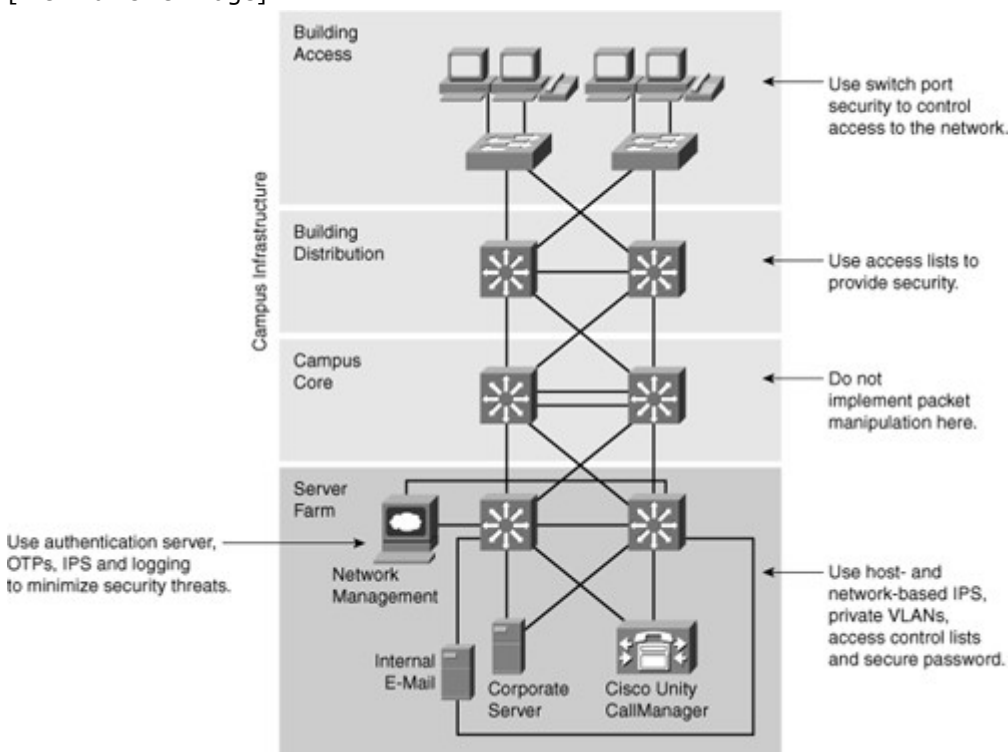 Building
Access
Use switch port
security to control
access to the network.
Campus Infrastructure
Building
Distribution
Use access lists to
provide security.
Campus
Core
Do not
implement packet
manipulation here.
Server
Farm
Use authentication server,
OTPs, IPS and logging
to minimize security threats.
Network
Management
Use host- and
network-based IPS,
private VLANs,
access control lists
and secure password.
Internal
E-Mail
Corporate
Server
Cisco Unity
CallManager